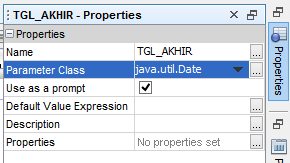 TGL_AKHIR - Properties
Properties
Name TGL_AKHIR ...
Parameter Class java.util.Date ...
Use as a prompt
Default Value Expression ...
Description ...
Properties No properties set ...
Properties